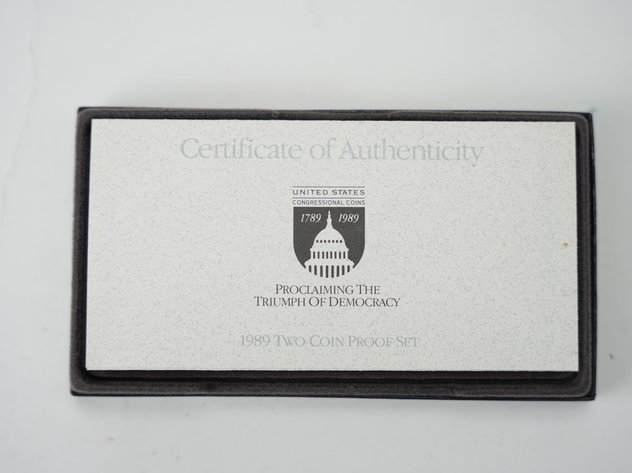 Certificate of Authenticity
UNITED STATES
CONGRESSIONAL COINS
1789 1989
PROCLAIMING THE
TRIUMPH OF DEMOCRACY
1989 TWO-COIN PROOF SET